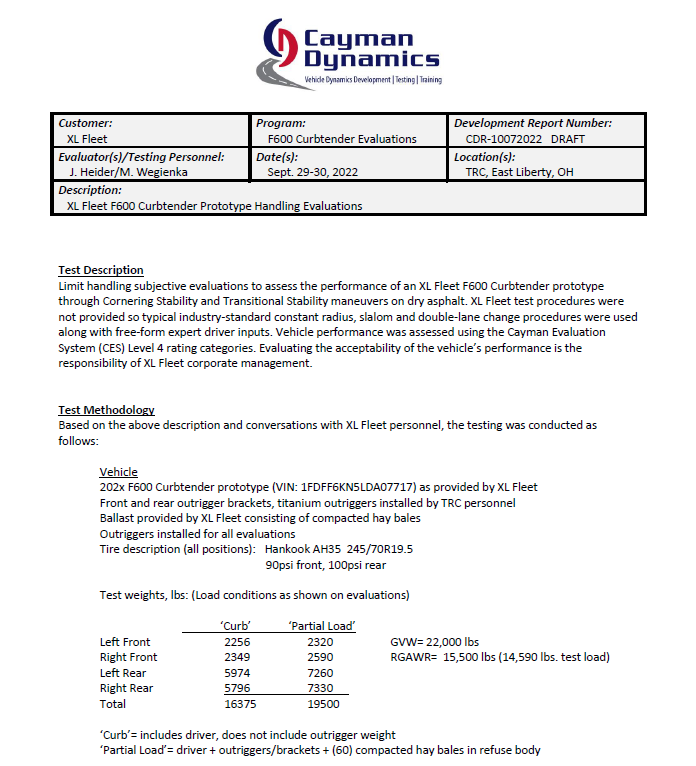 Cayman
Dynamics
Vehicle Dynamics Development | Testing | Training
Customer:
XL Fleet
Program:
F600 Curbtender Evaluations
Development Report Number:
CDR-10072022 DRAFT
Evaluator(s)/Testing Personnel:
J. Heider/M. Wegienka
Date(s):
Sept. 29-30, 2022
Location(s):
TRC, East Liberty, OH
Description:
XL Fleet F600 Curbtender Prototype Handling Evaluations
Test Description
Limit handling subjective evaluations to assess the performance of an XL Fleet F600 Curbtender prototype
through Cornering Stability and Transitional Stability maneuvers on dry asphalt. XL Fleet test procedures were
not provided so typical industry-standard constant radius, slalom and double-lane change procedures were used
along with free-form expert driver inputs. Vehicle performance was assessed using the Cayman Evaluation
System (CES) Level 4 rating categories. Evaluating the acceptability of the vehicle's performance is the
responsibility of XL Fleet corporate management.
Test Methodology
Based on the above description and conversations with XL Fleet personnel, the testing was conducted as
follows:
Vehicle
202x F600 Curbtender prototype (VIN: 1FDFF6KN5LDA07717) as provided by XL Fleet
Front and rear outrigger brackets, titanium outriggers installed by TRC personnel
Ballast provided by XL Fleet consisting of compacted hay bales
Outriggers installed for all evaluations
Tire description (all positions): Hankook AH35 245/70R19.5
90psi front, 100psi rear
Test weights, lbs: (Load conditions as shown on evaluations)
'Curb' 'Partial Load'
Left Front 2256 2320 GVW= 22,000 lbs
Right Front 2349 2590 RGAWR= 15,500 lbs (14,590 lbs. test load)
Left Rear 5974 7260
Right Rear 5796 7330
Total 16375 19500
'Curb'= includes driver, does not include outrigger weight
'Partial Load'= driver + outriggers/brackets + (60) compacted hay bales in refuse body